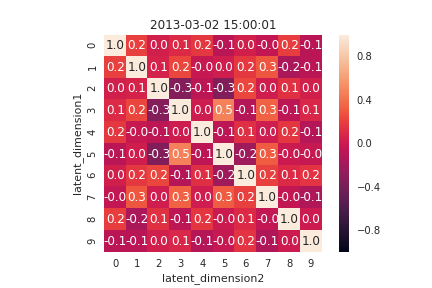 2013-03-02 15:00:01
latent_dimension1
0 1.0 0.2 0.0 0.1 0.2 -0.1 0.0 -0.0 0.2 -0.1
1 0.2 1.0 0.1 0.2 -0.0 0.0 0.2 0.3 -0.2 -0.1
2 0.0 0.1 1.0 -0.3 -0.1 -0.3 0.2 0.0 0.1 0.0
3 0.1 0.2 -0.3 1.0 0.0 0.5 -0.1 0.3 -0.1 0.1
4 0.2 -0.0 -0.1 0.0 1.0 -0.1 0.1 0.0 0.2 -0.1
5 -0.1 0.0 -0.3 0.5 -0.1 1.0 -0.2 0.3 -0.0 -0.0
6 0.0 0.2 0.2 -0.1 0.1 -0.2 1.0 0.2 0.1 0.2
7 -0.0 0.3 0.0 0.3 0.0 0.3 0.2 1.0 -0.0 -0.1
8 0.2 -0.2 0.1 -0.1 0.2 -0.0 0.1 -0.0 1.0 0.0
9 -0.1 -0.1 0.0 0.1 -0.1 -0.0 0.2 -0.1 0.0 1.0
0 1 2 3 4 5 6 7 8 9
latent_dimension2
0.8
0.4
0.0
−0.4
−0.8